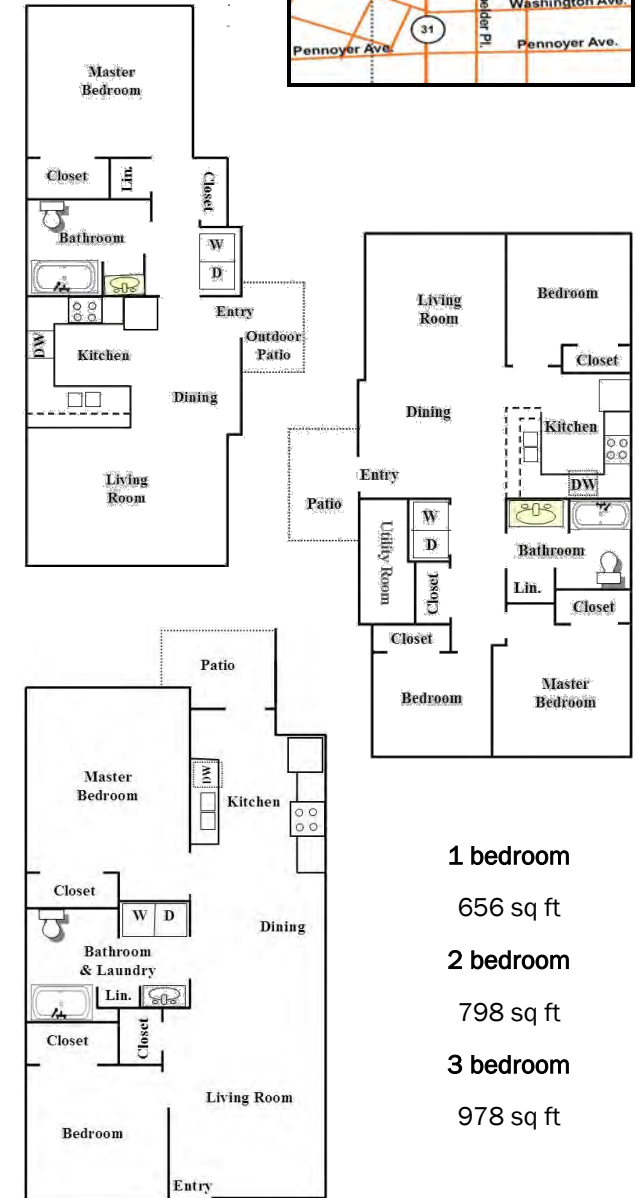 Washington Ave.
elder Pl.
31
Pennoyer Ave.
Pennoyer Ave.
Master
Bedroom
Closet
Lin.
Closet
Bathroom
W
D
Entry
Outdoor
Patio
DW
Kitchen
Dining
Living
Room
Living
Room
Bedroom
Closet
Dining
Kitchen
Entry
DW
Patio
Utility Room
W
D
Bathroom
Closet
Lin.
Closet
Closet
Bedroom
Master
Bedroom
Patio
Master
Bedroom
DW
Kitchen
Closet
W D
Dining
Bathroom
& Laundry
Lin.
Closet
Closet
Living Room
Bedroom
Entry
1 bedroom
656 sq ft
2 bedroom
798 sq ft
3 bedroom
978 sq ft